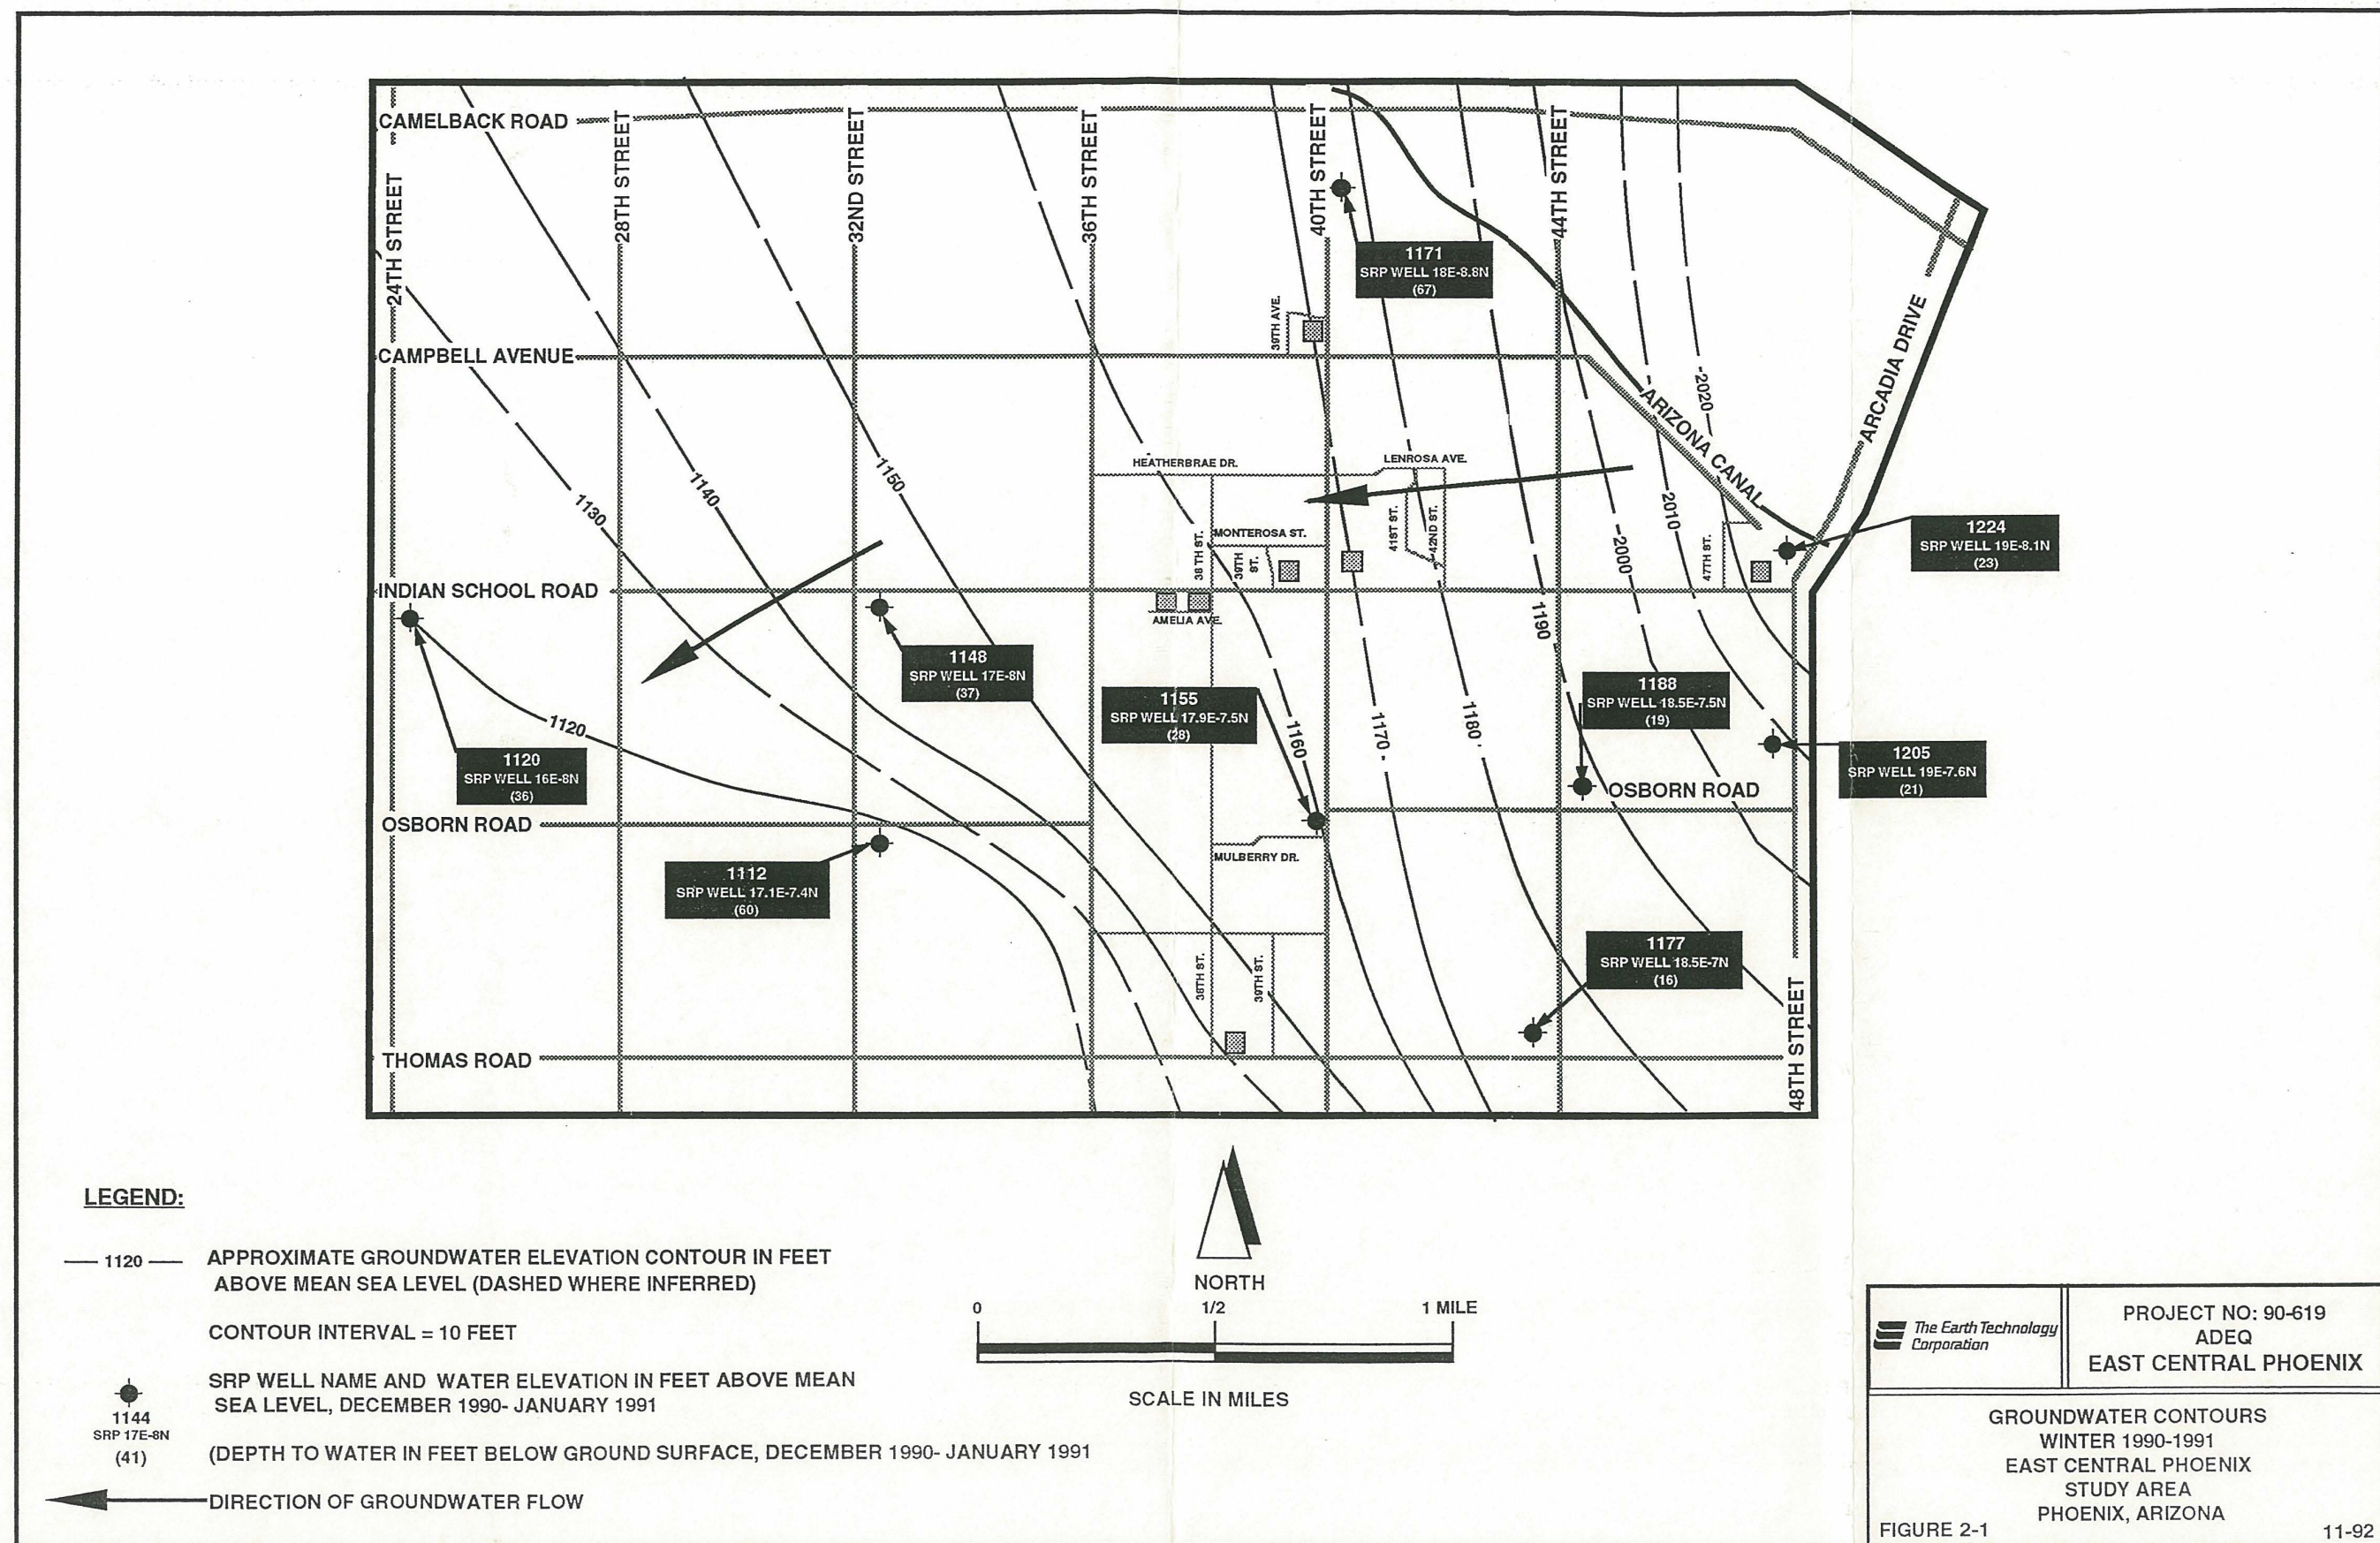 CAMELBACK ROAD
24TH STREET
28TH STREET
32ND STREET
36TH STREET
40TH STREET
44TH STREET
1171
SRP WELL 18E-8.8N
(67)
39TH AVE.
CAMPBELL AVENUE
ARIZONA CANAL
ARCADIA DRIVE
2020
1130
1140
1150
HEATHERBRAE DR.
LENROSA AVE.
2010
2000
1190
MONTEROSA ST.
38 TH ST.
39TH
ST.
41ST ST.
42ND ST.
47TH ST.
1224
SRP WELL 19E-8.1N
(23)
INDIAN SCHOOL ROAD
AMELIA AVE.
1148
SRP WELL 17E-8N
(37)
1155
SRP WELL 17.9E-7.5N
(28)
1188
SRP WELL 18.5E-7.5N
(19)
1120
1160
1170
1180
1120
SRP WELL 16E-8N
(36)
1205
SRP WELL 19E-7.6N
(21)
OSBORN ROAD
OSBORN ROAD
MULBERRY DR.
1112
SRP WELL 17.1E-7.4N
(60)
1177
SRP WELL 18.5E-7N
(16)
38TH ST.
39TH ST.
48TH STREET
THOMAS ROAD
LEGEND:
1120
APPROXIMATE GROUNDWATER ELEVATION CONTOUR IN FEET
ABOVE MEAN SEA LEVEL (DASHED WHERE INFERRED)
CONTOUR INTERVAL = 10 FEET
SRP WELL NAME AND WATER ELEVATION IN FEET ABOVE MEAN
SEA LEVEL, DECEMBER 1990- JANUARY 1991
1144
SRP 17E-8N
(41)
(DEPTH TO WATER IN FEET BELOW GROUND SURFACE, DECEMBER 1990- JANUARY 1991
DIRECTION OF GROUNDWATER FLOW
NORTH
0 1/2 1 MILE
SCALE IN MILES
The Earth Technology
Corporation
PROJECT NO: 90-619
ADEQ
EAST CENTRAL PHOENIX
GROUNDWATER CONTOURS
WINTER 1990-1991
EAST CENTRAL PHOENIX
STUDY AREA
PHOENIX, ARIZONA
FIGURE 2-1
11-92